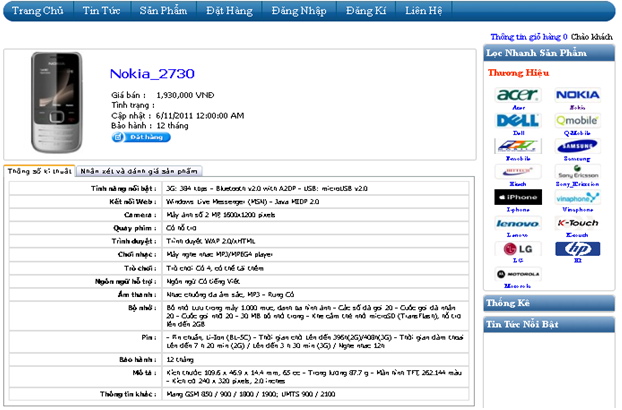 Trang Chủ Tin Tức Sản Phẩm Đặt Hàng Đăng Nhập Đăng Kí Liên Hệ
Thông tin giỏ hàng 0 Chào khách
NOKIA
Nokia_2730
Giá bán : 1,930,000 VNĐ
Tình trạng :
Cập nhật : 6/11/2011 12:00:00 AM
Bảo hành : 12 tháng
Đặt hàng
Thông số kĩ thuật Nhận xét và đánh giá sản phẩm
Tính năng nổi bật : 3G: 384 kbps – Bluetooth v2.0 with A2DP – USB: microUSB v2.0
Kết nối Web : Windows Live Messenger (MSN) – Java MIDP 2.0
Camera : Máy ảnh số 2 MP, 1600x1200 pixels
Quay phim : Có hỗ trợ
Trình duyệt : Trình duyệt WAP 2.0/xHTML
Chơi nhạc : Máy nghe nhạc MP3/MPEG4 player
Trò chơi : Trò chơi Có 4, có thể tải thêm
Ngôn ngữ hỗ trợ : Ngôn ngữ Có tiếng Việt
Âm thanh : Nhạc chuông đa âm sắc, MP3 – Rung Có
Bộ nhớ : Bộ nhớ Lưu trong máy 1.000 mục, danh bạ hình ảnh – Các số đã gọi 20 – Cuộc gọi đã nhận
20 – Cuộc gọi nhỡ 20 – 30 MB bộ nhớ trong – Khe cắm thẻ nhớ microSD (TransFlash), hỗ trợ
lên đến 2GB
Pin : – Pin chuẩn, Li-Ion (BL-5C) – Thời gian chờ Lên đến 396h(2G)/408h(3G) – Thời gian đàm thoại
Lên đến 7 h 20 min (2G) / Lên đến 3 h 30 min (3G) / Nghe nhạc 12h
Bảo hành : 12 tháng
Mô tả : Kích thước 109.6 x 46.9 x 14.4 mm, 65 cc – Trọng lượng 87.7 g – Màn hình TFT, 262.144 màu
– Kích cỡ 240 x 320 pixels, 2.0 inches
Thông tin khác : Mạng GSM 850 / 900 / 1800 / 1900; UMTS 900 / 2100
Lọc Nhanh Sản Phẩm
Thương Hiệu
acer NOKIA
Acer Nokia
DELL Qmobile
Dell Q-Mobile
SAMSUNG
Samsung
Sony Ericsson
Hitech Sony_Ericsson
iPhone vinaphone
Vinaphone
lenovo K-Touch
Lenovo K-touch
LG hp
LG
MOTOROLA
Motorola
Thống Kê
Tin Tức Nổi Bật